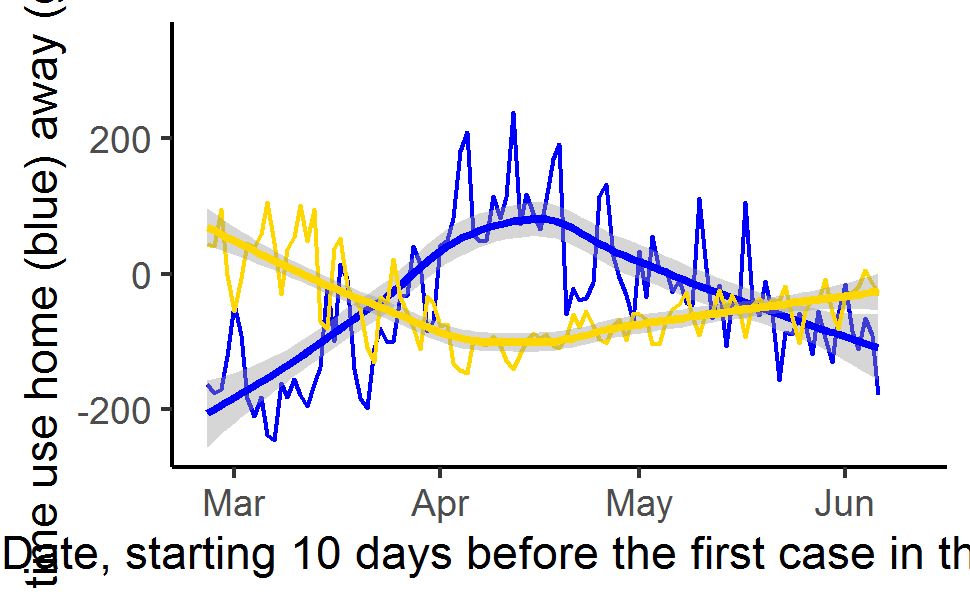 time use home (blue) away (
200
0
-200
Mar Apr May Jun
Date, starting 10 days before the first case in th